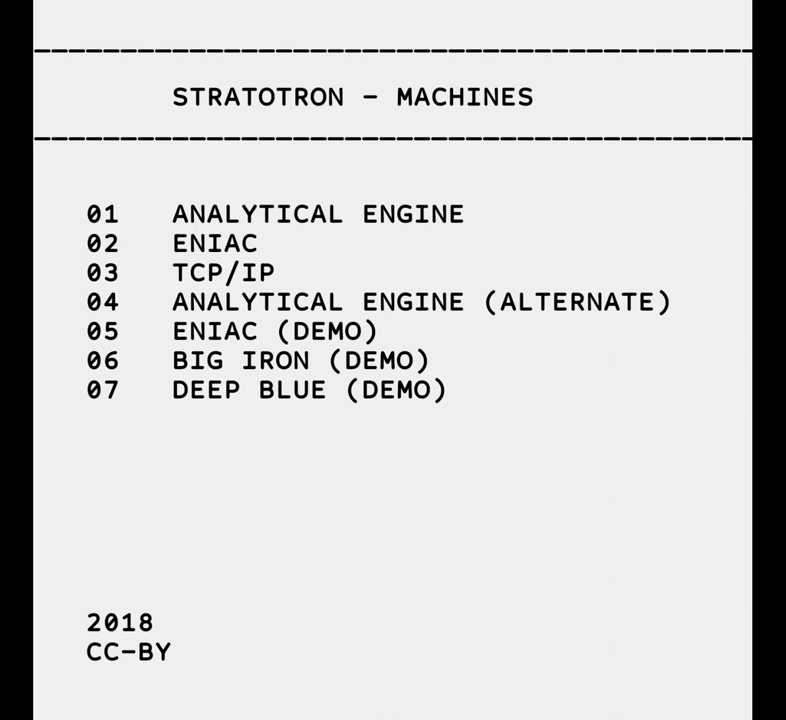 STRATOTRON - MACHINES
01 ANALYTICAL ENGINE
02 ENIAC
03 TCP/IP
04 ANALYTICAL ENGINE (ALTERNATE)
05 ENIAC (DEMO)
06 BIG IRON (DEMO)
07 DEEP BLUE (DEMO)
2018
CC-BY